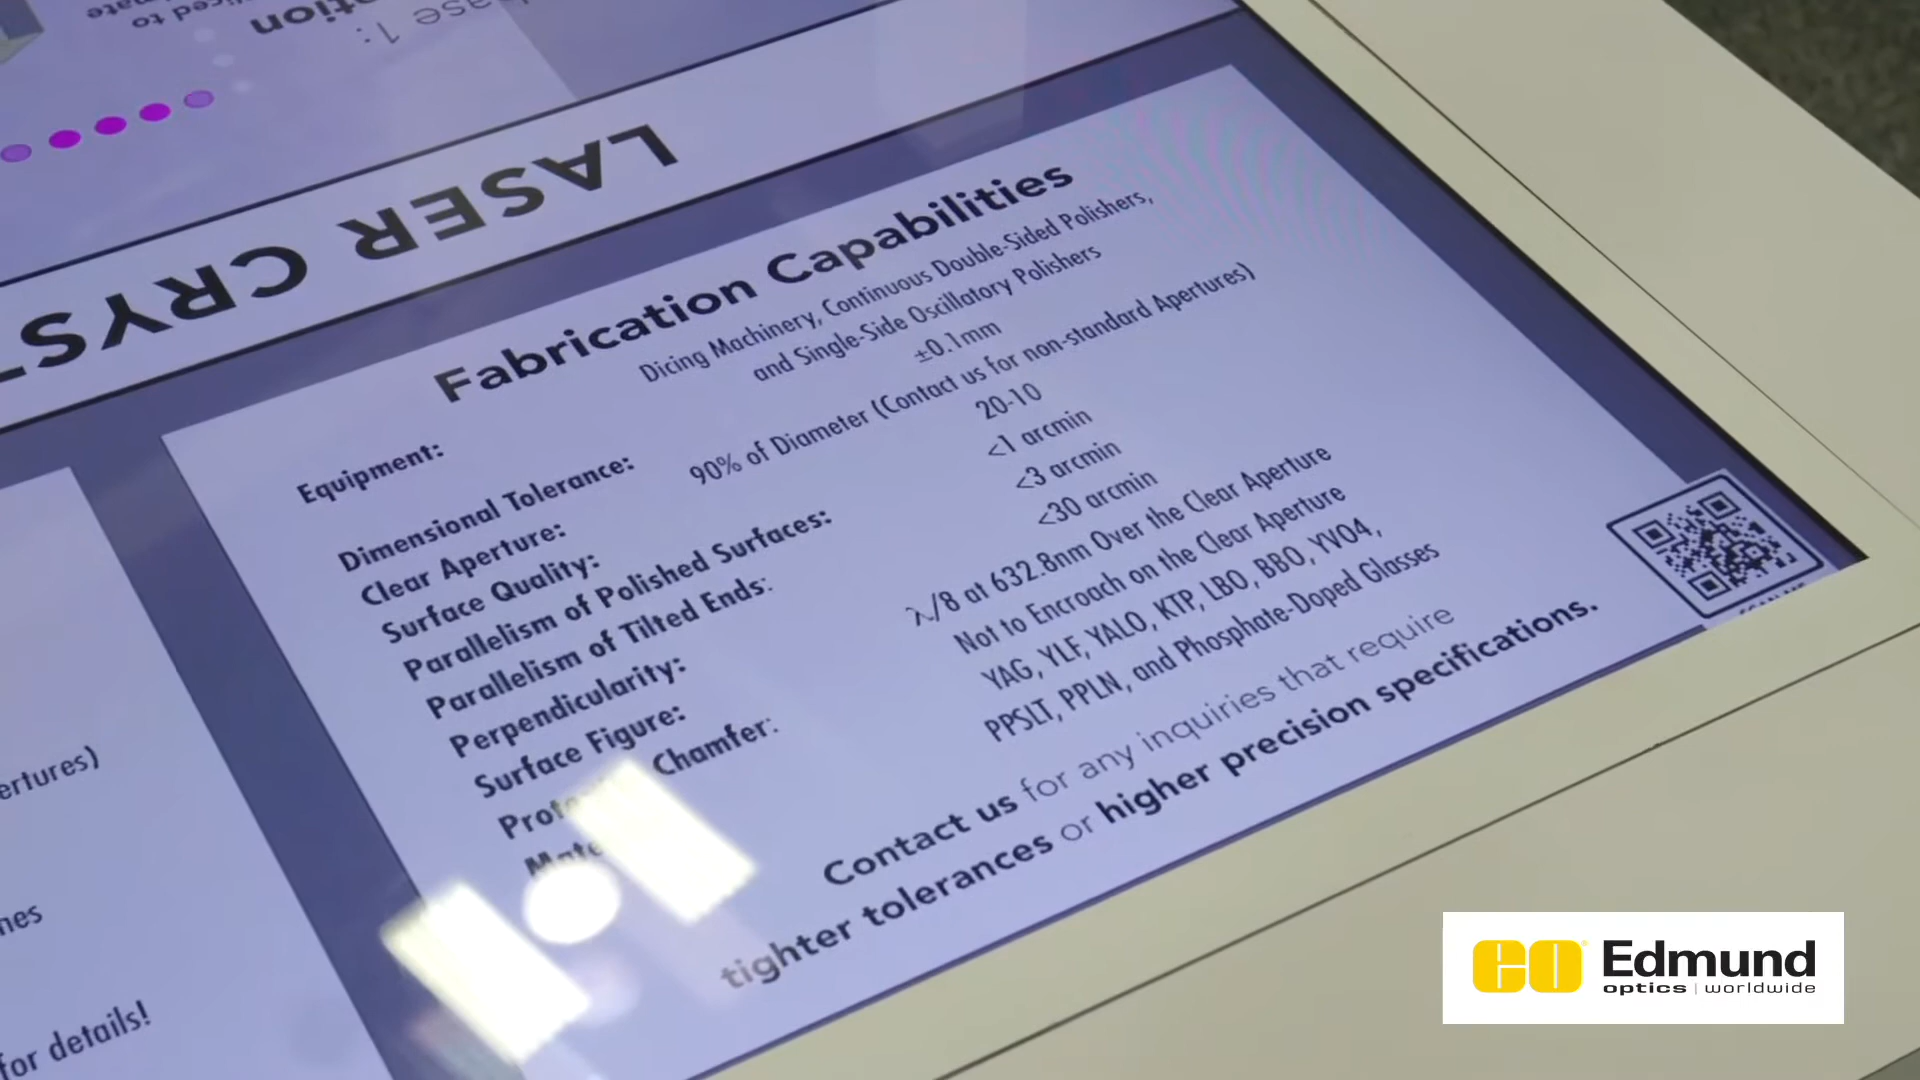 ase 1:
LASER CRYS
Fabrication Capabilities
Equipment: Dicing Machinery, Continuous Double-Sided Polishers,
and Single-Side Oscillatory Polishers
Dimensional Tolerance: ±0.1mm
Clear Aperture: 90% of Diameter (Contact us for non-standard Apertures)
Surface Quality: 20-10
Parallelism of Polished Surfaces: <1 arcmin
Parallelism of Tilted Ends: <3 arcmin
Perpendicularity: <30 arcmin
Surface Figure: λ/8 at 632.8nm Over the Clear Aperture
Chamfer: Not to Encroach on the Clear Aperture
YAG, YLF, YALO, KTP, LBO, BBO, YVO4,
PPSLT, PPLN, and Phosphate-Doped Glasses
Contact us for any inquiries that require
tighter tolerances or higher precision specifications.
ertures)
nes
for details!
EO Edmund
optics | worldwide